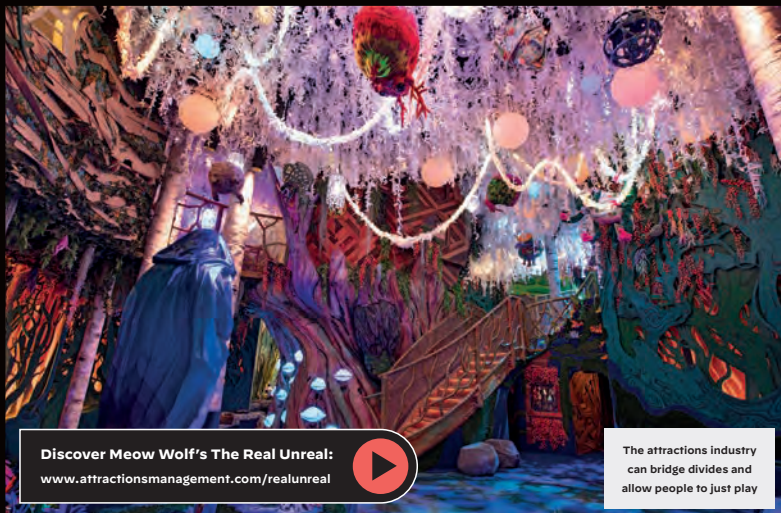 Discover Meow Wolf's The Real Unreal:
www.attractionsmanagement.com/realunreal
The attractions industry
can bridge divides and
allow people to just play